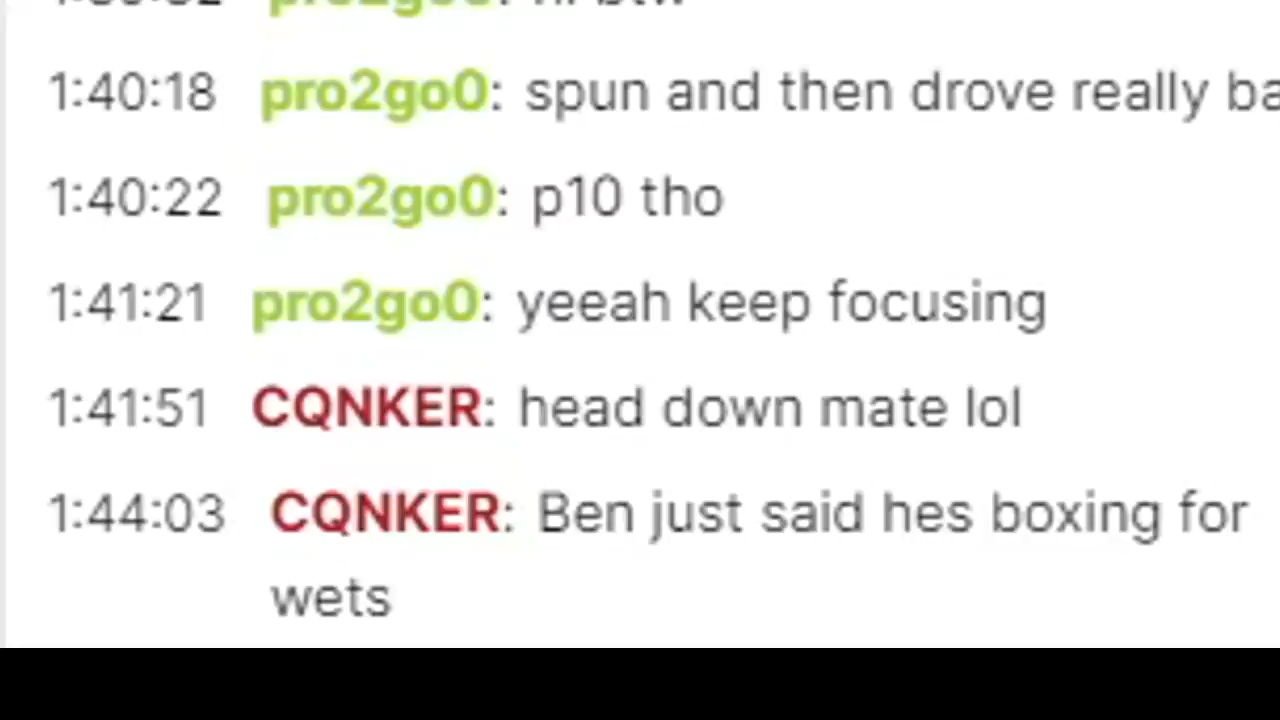 1:40:18 pro2go0: spun and then drove really
1:40:22 pro2go0: p10 tho
1:41:21 pro2go0: yeeah keep focusing
1:41:51 CQNKER: head down mate lol
1:44:03 CQNKER: Ben just said hes boxing for
wets